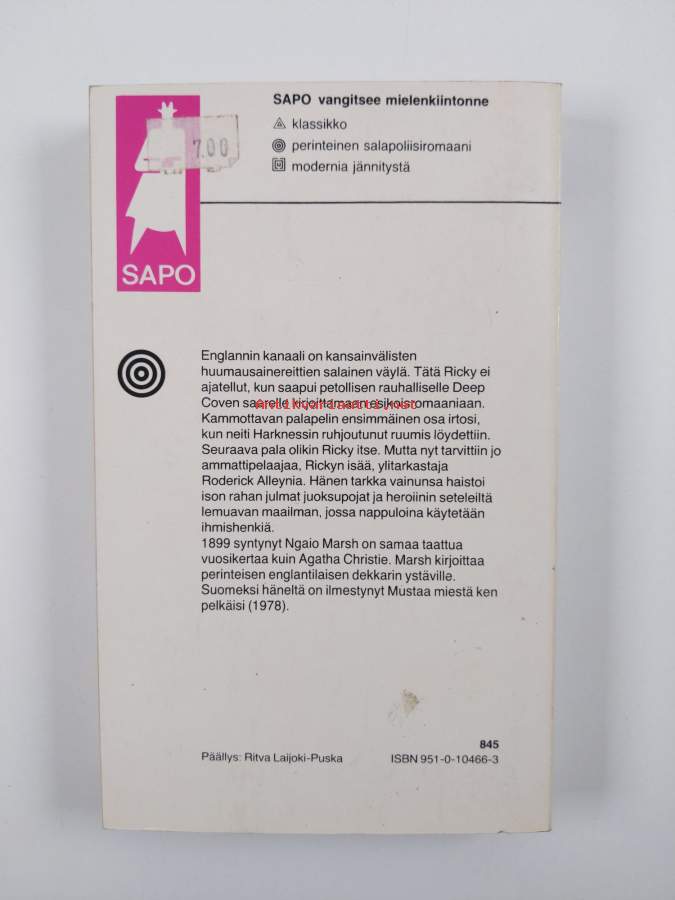 SAPO vangitsee mielenkiintonne
klassikko
perinteinen salapoliisiromaani
modernia jännitystä
7.00
SAPO
Englannin kanaali on kansainvälisten
huumausainereittien salainen väylä. Tätä Ricky ei
ajatellut, kun saapui petollisen rauhalliselle Deep
Coven saarelle kirjoittamaan esikoisromaaniaan.
Antikvariaatti.net
Kammottavan palapelin ensimmäinen osa irtosi,
kun neiti Harknessin ruhjoutunut ruumis löydettiin.
Seuraava pala olikin Ricky itse. Mutta nyt tarvittiin jo
ammattipelaajaa, Rickyn isää, ylitarkastaja
Roderick Alleynia. Hänen tarkka vainunsa haistoi
ison rahan julmat juoksupojat ja heroiinin seteleiltä
lemuavan maailman, jossa nappuloina käytetään
ihmishenkiä.
1899 syntynyt Ngaio Marsh on samaa taattua
vuosikertaa kuin Agatha Christie. Marsh kirjoittaa
perinteisen englantilaisen dekkarin ystäville.
Suomeksi häneltä on ilmestynyt Mustaa miestä ken
pelkäisi (1978).
845
Päällys: Ritva Laijoki-Puska ISBN 951-0-10466-3